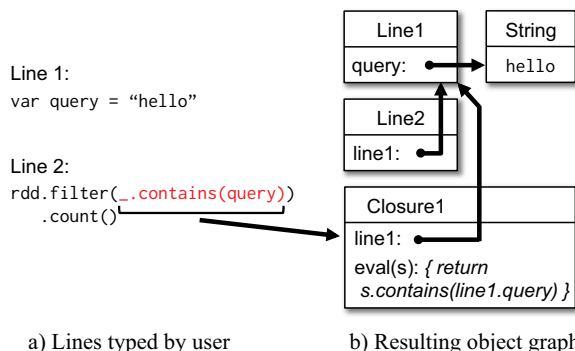 Line 1:
var query = “hello”
Line 2:
rdd.filter(_.contains(query))
.count()
a) Lines typed by user
Line1
query:
String
hello
Line2
line1:
Closure1
line1:
eval(s): { return
s.contains(line1.query) }
b) Resulting object graph